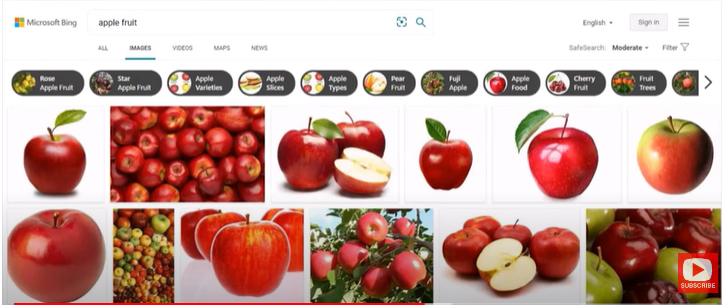 Microsoft Bing
apple fruit
English
Sign in
ALL IMAGES VIDEOS MAPS NEWS
SafeSearch: Moderate
Filter
Rose
Apple Fruit
Star
Apple Fruit
Apple
Varieties
Apple
Slices
Apple
Types
Pear
Fruit
Fuji
Apple
Apple
Food
Cherry
Fruit
Fruit
Trees
SUBSCRIBE